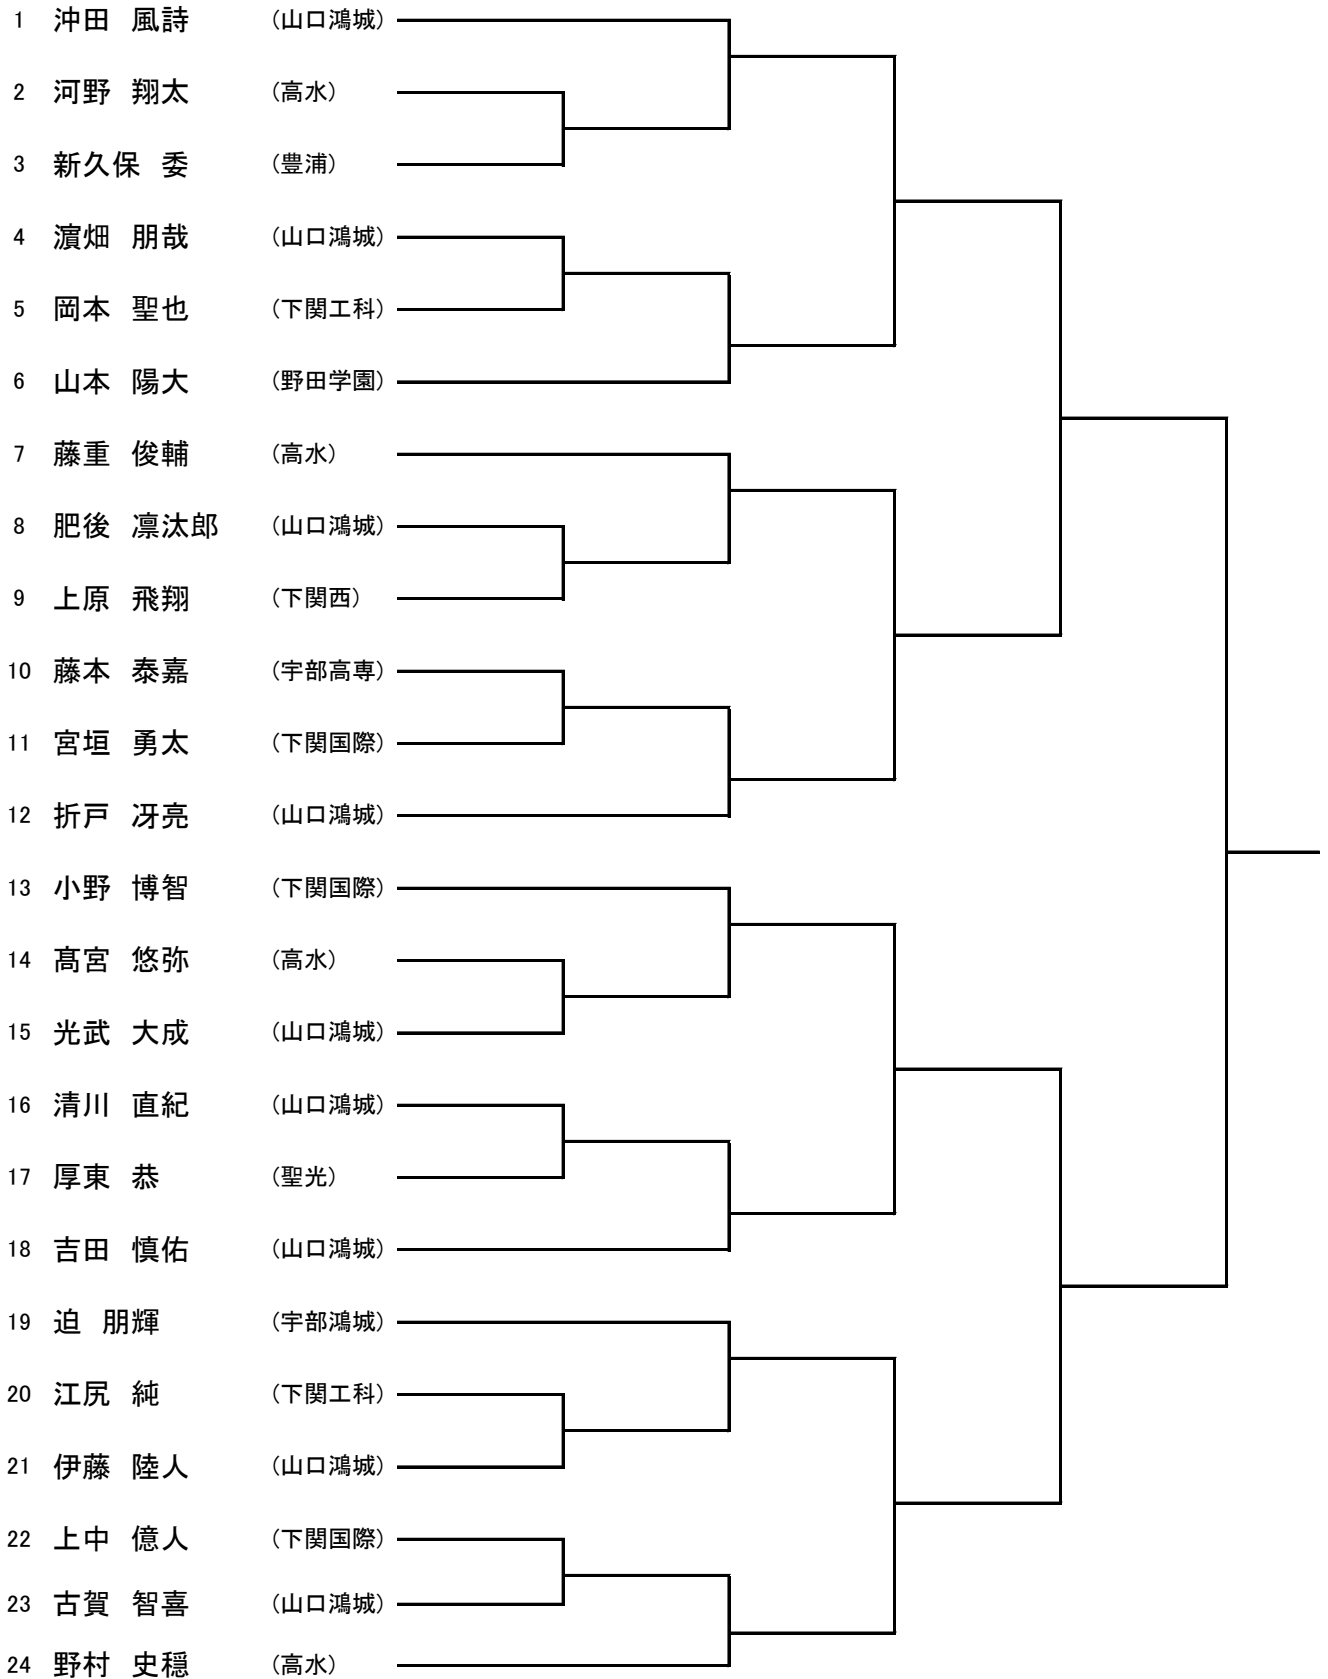 1 沖田 風詩 (山口鴻城)
2 河野 翔太 (高水)
3 新久保 委 (豊浦)
4 濵畑 朋哉 (山口鴻城)
5 岡本 聖也 (下関工科)
6 山本 陽大 (野田学園)
7 藤重 俊輔 (高水)
8 肥後 凛汰郎 (山口鴻城)
9 上原 飛翔 (下関西)
10 藤本 泰嘉 (宇部高専)
11 宮垣 勇太 (下関国際)
12 折戸 冴亮 (山口鴻城)
13 小野 博智 (下関国際)
14 髙宮 悠弥 (高水)
15 光武 大成 (山口鴻城)
16 清川 直紀 (山口鴻城)
17 厚東 恭 (聖光)
18 吉田 慎佑 (山口鴻城)
19 迫 朋輝 (宇部鴻城)
20 江尻 純 (下関工科)
21 伊藤 陸人 (山口鴻城)
22 上中 億人 (下関国際)
23 古賀 智喜 (山口鴻城)
24 野村 史穏 (高水)